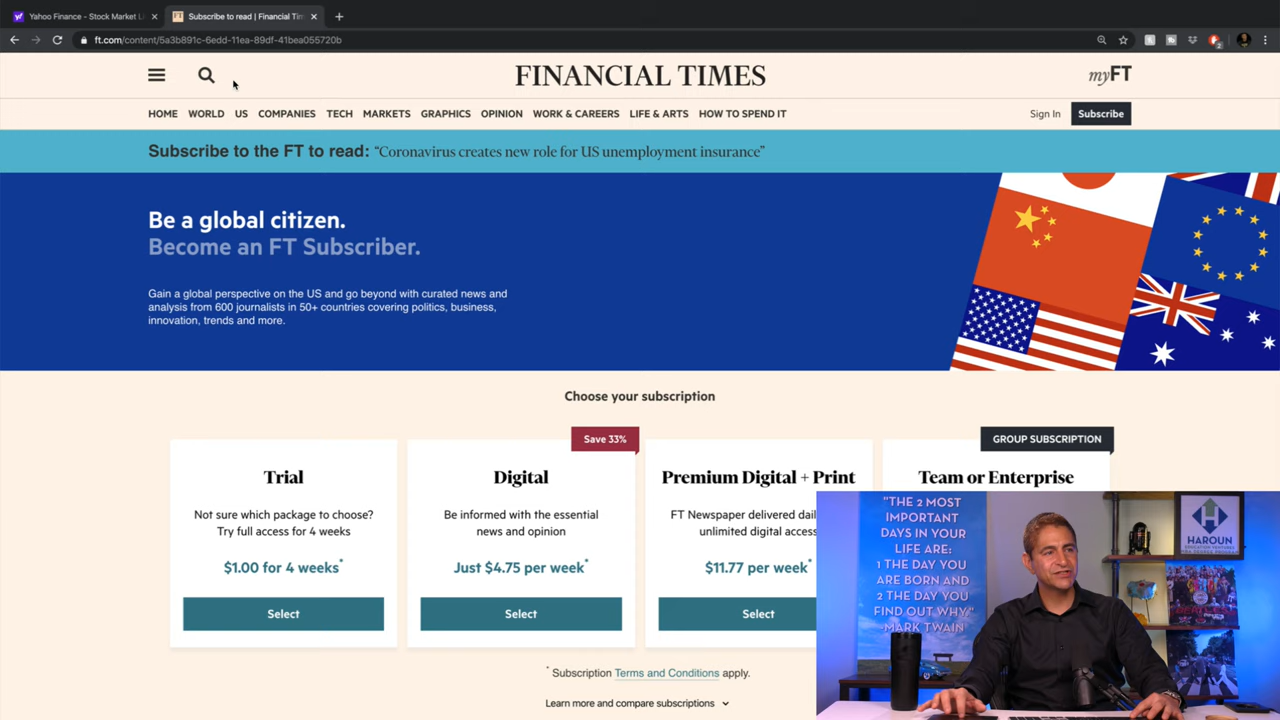 Yahoo Finance - Stock Market Li
Subscribe to read | Financial Tim
ft.com/content/5a3b891c-6edd-11ea-89df-41bea055720b
FINANCIAL TIMES
myFT
HOME WORLD US COMPANIES TECH MARKETS GRAPHICS OPINION WORK & CAREERS LIFE & ARTS HOW TO SPEND IT
Sign In Subscribe
Subscribe to the FT to read: “Coronavirus creates new role for US unemployment insurance”
Be a global citizen.
Become an FT Subscriber.
Gain a global perspective on the US and go beyond with curated news and
analysis from 600 journalists in 50+ countries covering politics, business,
innovation, trends and more.
Choose your subscription
Trial
Not sure which package to choose?
Try full access for 4 weeks
$1.00 for 4 weeks*
Select
Save 33%
Digital
Be informed with the essential
news and opinion
Just $4.75 per week*
Select
Premium Digital + Print
FT Newspaper delivered dail
unlimited digital access
$11.77 per week*
Select
GROUP SUBSCRIPTION
Team or Enterprise
* Subscription Terms and Conditions apply.
Learn more and compare subscriptions
"THE 2 MOST
IMPORTANT
DAYS IN YOUR
LIFE ARE:
1 THE DAY YOU
ARE BORN AND
2 THE DAY YOU
FIND OUT WHY"
-MARK TWAIN
HAROUN